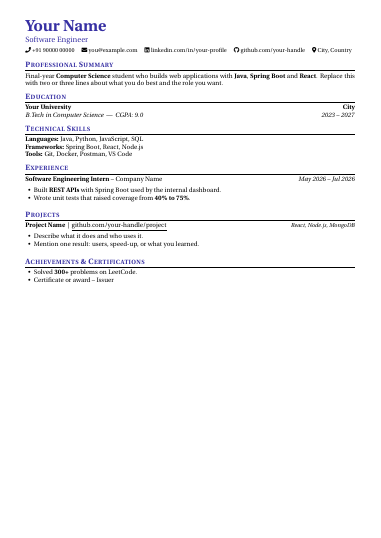 Your Name
Software Engineer
+91 90000 00000 you@example.com linkedin.com/in/your-profile github.com/your-handle City, Country
Professional Summary
Final-year Computer Science student who builds web applications with Java, Spring Boot and React. Replace this
with two or three lines about what you do best and the role you want.
Education
Your University City
B.Tech in Computer Science — CGPA: 9.0 2023 – 2027
Technical Skills
Languages: Java, Python, JavaScript, SQL
Frameworks: Spring Boot, React, Node.js
Tools: Git, Docker, Postman, VS Code
Experience
Software Engineering Intern – Company Name May 2026 – Jul 2026
• Built REST APIs with Spring Boot used by the internal dashboard.
• Wrote unit tests that raised coverage from 40% to 75%.
Projects
Project Name | github.com/your-handle/project React, Node.js, MongoDB
• Describe what it does and who uses it.
• Mention one result: users, speed-up, or what you learned.
Achievements & Certifications
• Solved 300+ problems on LeetCode.
• Certificate or award – Issuer